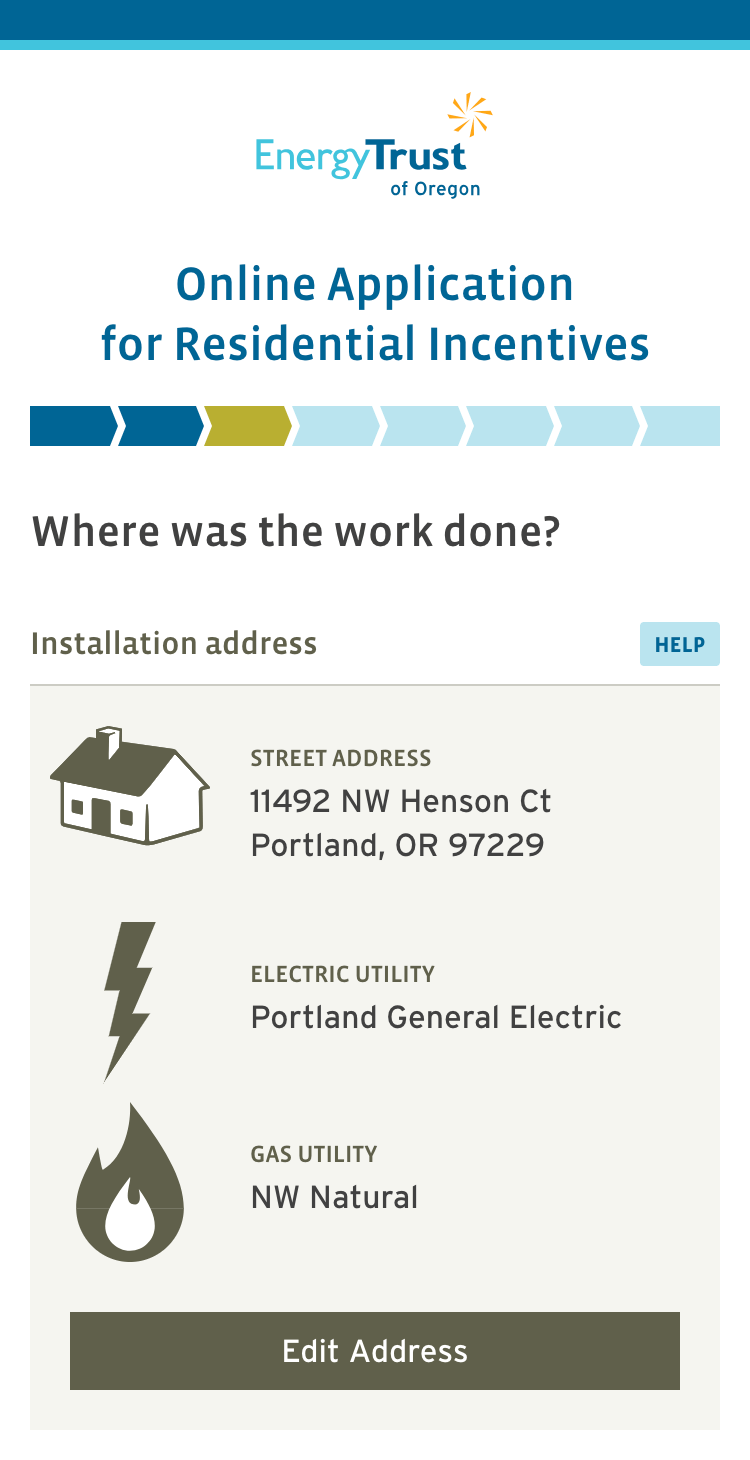 EnergyTrust
of Oregon
Online Application
for Residential Incentives
Where was the work done?
Installation address
HELP
STREET ADDRESS
11492 NW Henson Ct
Portland, OR 97229
ELECTRIC UTILITY
Portland General Electric
GAS UTILITY
NW Natural
Edit Address